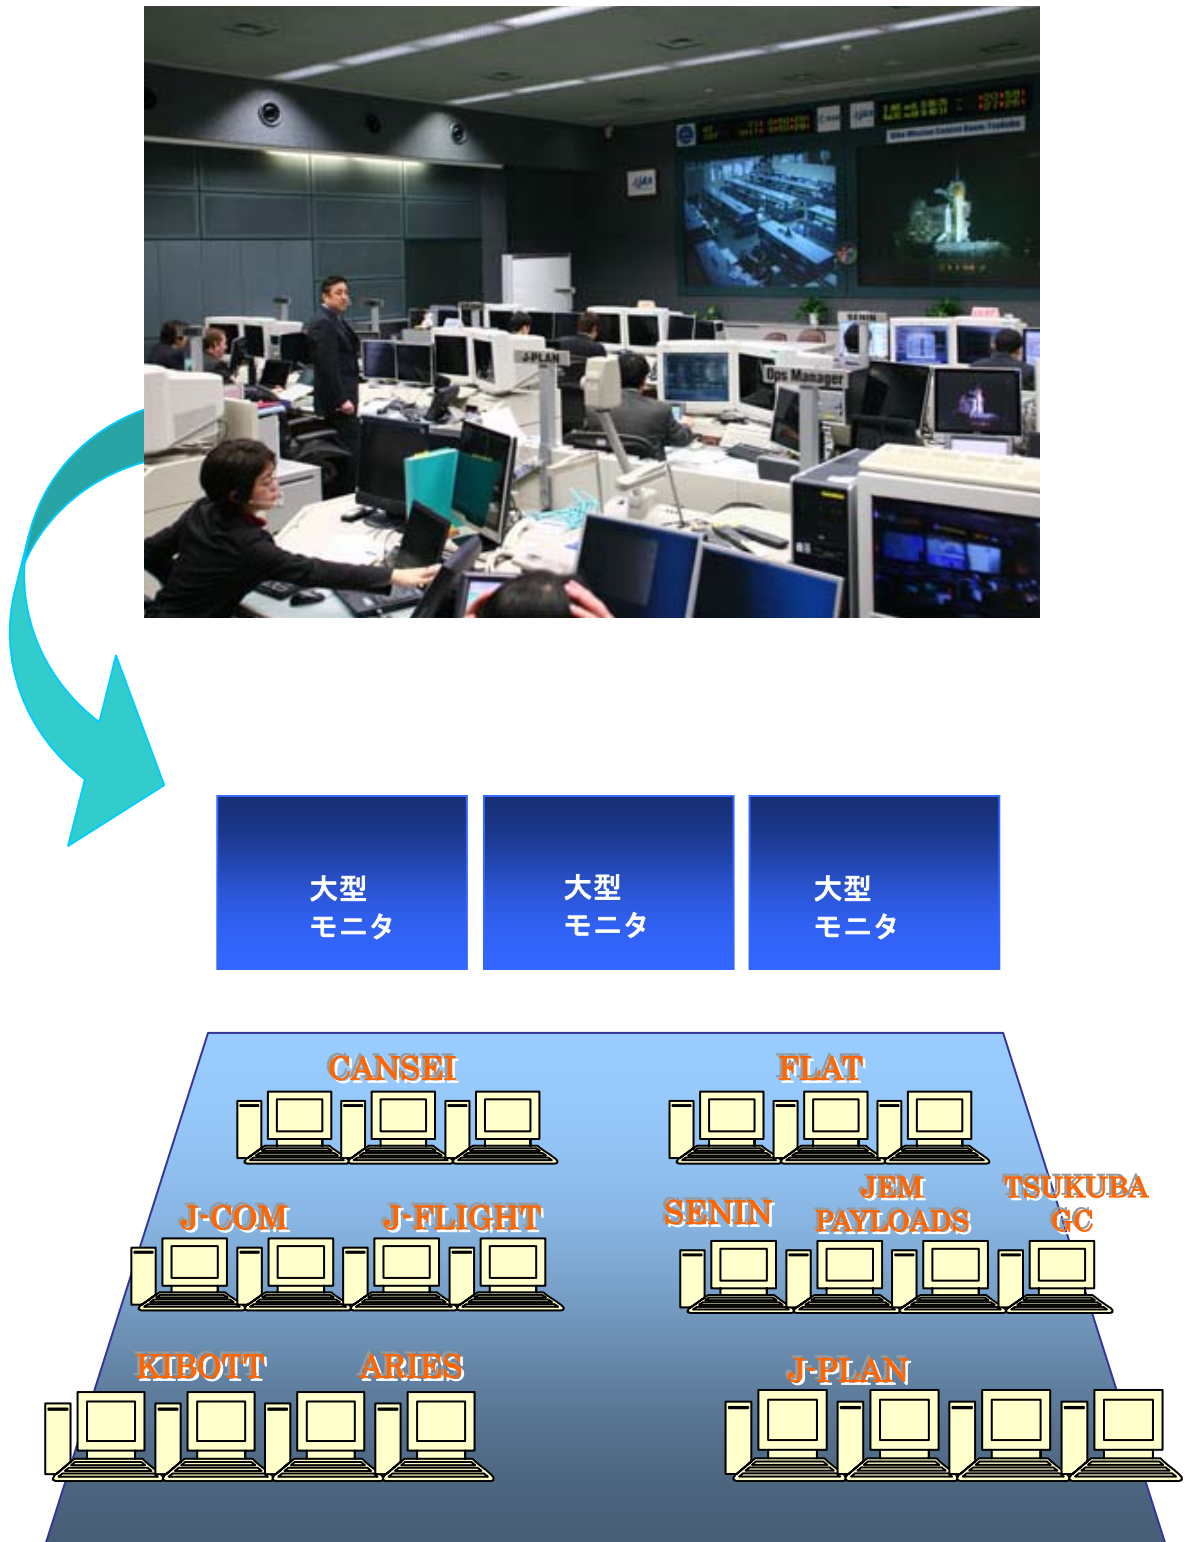 JAXA
SENIN
J-PLAN
Ops Manager
大型
モニタ
大型
モニタ
大型
モニタ
CANSEI
FLAT
J-COM
J-FLIGHT
SENIN
JEM
PAYLOADS
TSUKUBA
GC
KIBOTT
ARIES
J-PLAN